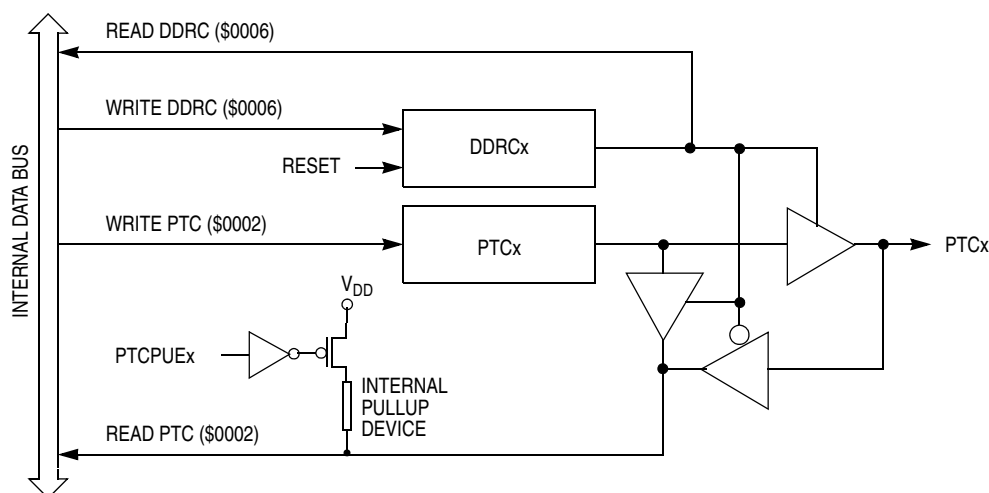 READ DDRC ($0006)
WRITE DDRC ($0006)
DDRCx
RESET
INTERNAL DATA BUS
WRITE PTC ($0002)
PTCx
PTCx
VDD
PTCPUEx
INTERNAL
PULLUP
DEVICE
READ PTC ($0002)